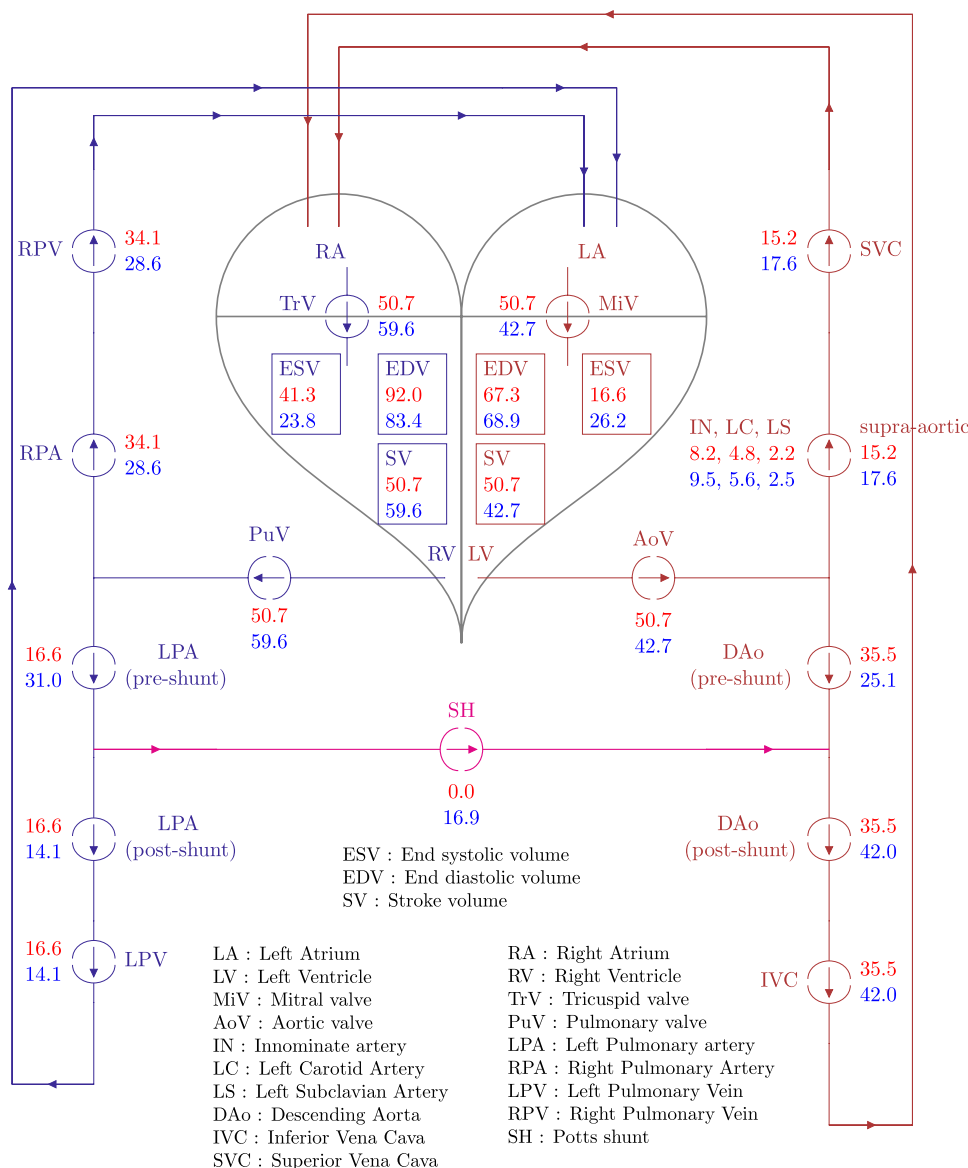 RPV
34.1
28.6
RA
LA
15.2
17.6
SVC
TrV
50.7
59.6
50.7
42.7
MiV
ESV
41.3
23.8
EDV
92.0
83.4
EDV
67.3
68.9
ESV
16.6
26.2
RPA
34.1
28.6
SV
50.7
59.6
SV
50.7
42.7
IN, LC, LS
8.2, 4.8, 2.2
9.5, 5.6, 2.5
supra-aortic
15.2
17.6
PuV
50.7
59.6
RV
LV
AoV
50.7
42.7
16.6
31.0
LPA
(pre-shunt)
DAo
(pre-shunt)
35.5
25.1
SH
0.0
16.9
16.6
14.1
LPA
(post-shunt)
DAo
(post-shunt)
35.5
42.0
ESV : End systolic volume
EDV : End diastolic volume
SV : Stroke volume
16.6
14.1
LPV
IVC
35.5
42.0
LA : Left Atrium
LV : Left Ventricle
MiV : Mitral valve
AoV : Aortic valve
IN : Innominate artery
LC : Left Carotid Artery
LS : Left Subclavian Artery
DAo : Descending Aorta
IVC : Inferior Vena Cava
SVC : Superior Vena Cava
RA : Right Atrium
RV : Right Ventricle
TrV : Tricuspid valve
PuV : Pulmonary valve
LPA : Left Pulmonary artery
RPA : Right Pulmonary Artery
LPV : Left Pulmonary Vein
RPV : Right Pulmonary Vein
SH : Potts shunt